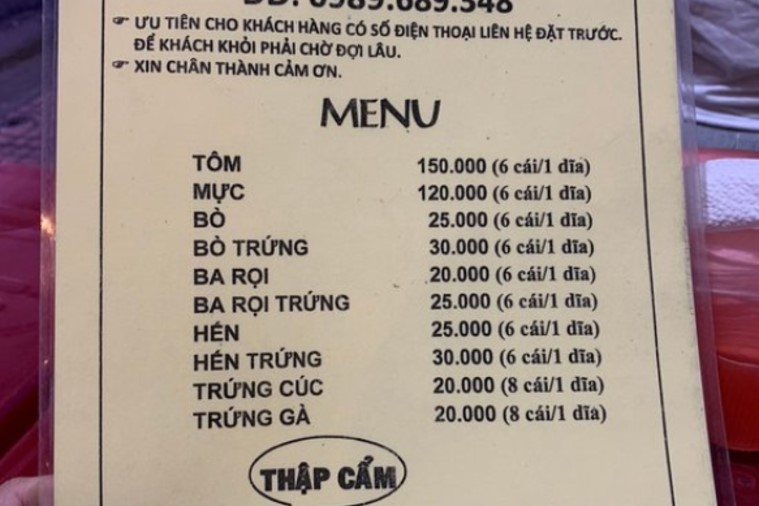 ĐĐ: 0989.689.348
☞ ƯU TIÊN CHO KHÁCH HÀNG CÓ SỐ ĐIỆN THOẠI LIÊN HỆ ĐẶT TRƯỚC.
ĐỂ KHÁCH KHỎI PHẢI CHỜ ĐỢI LÂU.
☞ XIN CHÂN THÀNH CẢM ƠN.
MENU
TÔM 150.000 (6 cái/1 dĩa)
MỰC 120.000 (6 cái/1 dĩa)
BÒ 25.000 (6 cái/1 dĩa)
BÒ TRỨNG 30.000 (6 cái/1 dĩa)
BA RỌI 20.000 (6 cái/1 dĩa)
BA RỌI TRỨNG 25.000 (6 cái/1 dĩa)
HẾN 25.000 (6 cái/1 dĩa)
HẾN TRỨNG 30.000 (6 cái/1 dĩa)
TRỨNG CÚC 20.000 (8 cái/1 dĩa)
TRỨNG GÀ 20.000 (8 cái/1 dĩa)
THẬP CẨM